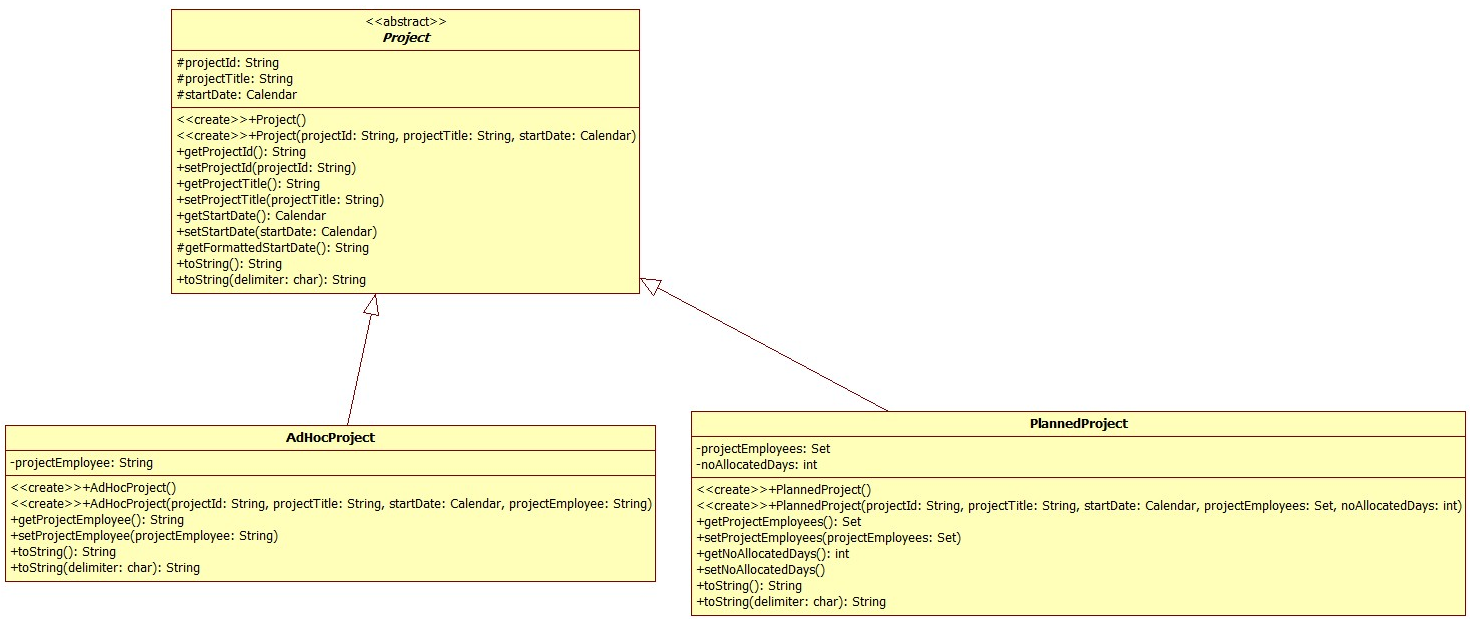 <<abstract>>
Project
#projectId: String
#projectTitle: String
#startDate: Calendar
<<create>>+Project()
<<create>>+Project(projectId: String, projectTitle: String, startDate: Calendar)
+getProjectId(): String
+setProjectId(projectId: String)
+getProjectTitle(): String
+setProjectTitle(projectTitle: String)
+getStartDate(): Calendar
+setStartDate(startDate: Calendar)
#getFormattedStartDate(): String
+toString(): String
+toString(delimiter: char): String
AdHocProject
-projectEmployee: String
<<create>>+AdHocProject()
<<create>>+AdHocProject(projectId: String, projectTitle: String, startDate: Calendar, projectEmployee: String)
+getProjectEmployee(): String
+setProjectEmployee(projectEmployee: String)
+toString(): String
+toString(delimiter: char): String
PlannedProject
-projectEmployees: Set
-noAllocatedDays: int
<<create>>+PlannedProject()
<<create>>+PlannedProject(projectId: String, projectTitle: String, startDate: Calendar, projectEmployees: Set, noAllocatedDays: int)
+getProjectEmployees(): Set
+setProjectEmployees(projectEmployees: Set)
+getNoAllocatedDays(): int
+setNoAllocatedDays()
+toString(): String
+toString(delimiter: char): String